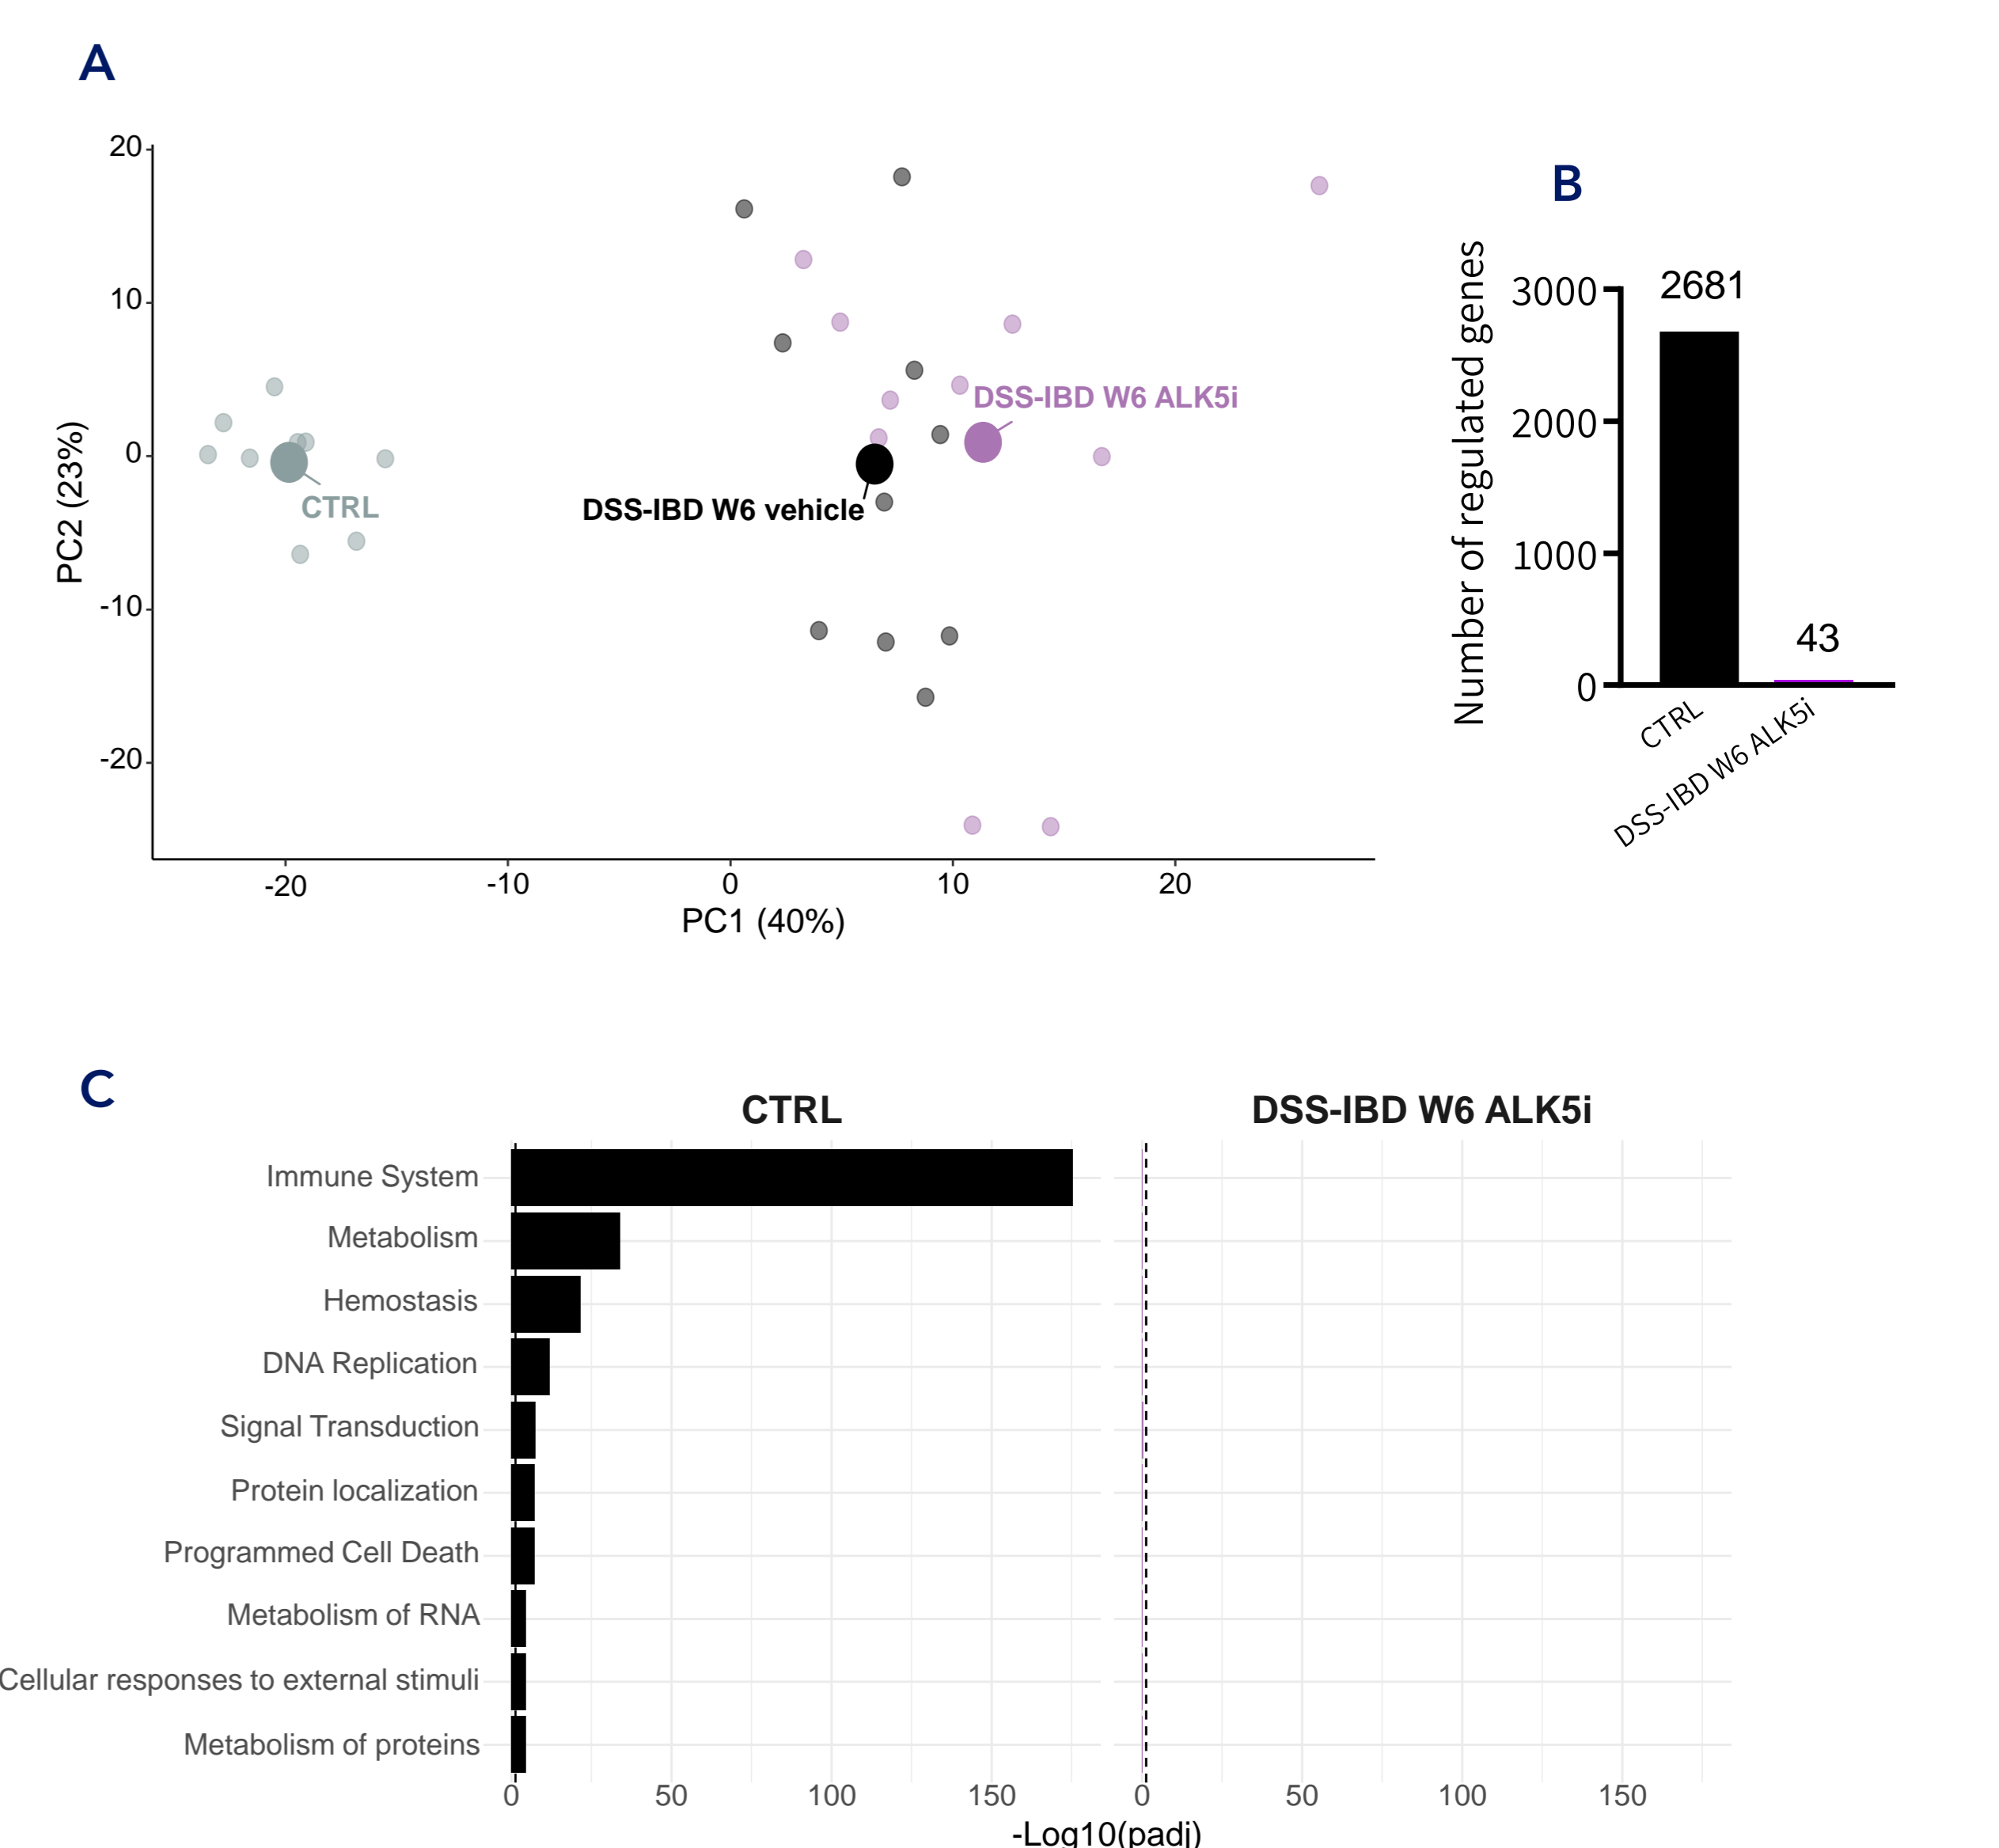 A
20
10
0
-10
-20
PC2 (23%)
CTRL
DSS-IBD W6 vehicle
DSS-IBD W6 ALK5i
-20
-10
0
10
20
PC1 (40%)
B
Number of regulated genes
3000
2000
1000
0
2681
43
CTRL
DSS-IBD W6 ALK5i
C
CTRL
DSS-IBD W6 ALK5i
Immune System
Metabolism
Hemostasis
DNA Replication
Signal Transduction
Protein localization
Programmed Cell Death
Metabolism of RNA
Cellular responses to external stimuli
Metabolism of proteins
0 50 100 150 0 50 100 150
-Log10(padj)